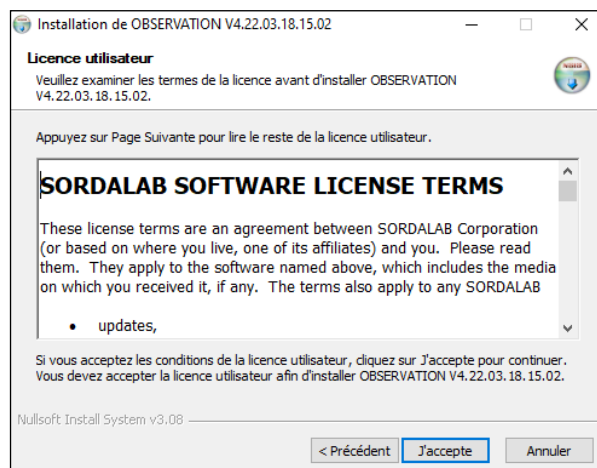 Installation de OBSERVATION V4.22.03.18.15.02
Licence utilisateur
Veuillez examiner les termes de la licence avant d'installer OBSERVATION
V4.22.03.18.15.02.
Appuyez sur Page Suivante pour lire le reste de la licence utilisateur.
SORDALAB SOFTWARE LICENSE TERMS
These license terms are an agreement between SORDALAB Corporation
(or based on where you live, one of its affiliates) and you. Please read
them. They apply to the software named above, which includes the media
on which you received it, if any. The terms also apply to any SORDALAB
• updates,
Si vous acceptez les conditions de la licence utilisateur, cliquez sur J'accepte pour continuer.
Vous devez accepter la licence utilisateur afin d'installer OBSERVATION V4.22.03.18.15.02.
Nullsoft Install System v3.08
< Précédent J'accepte Annuler